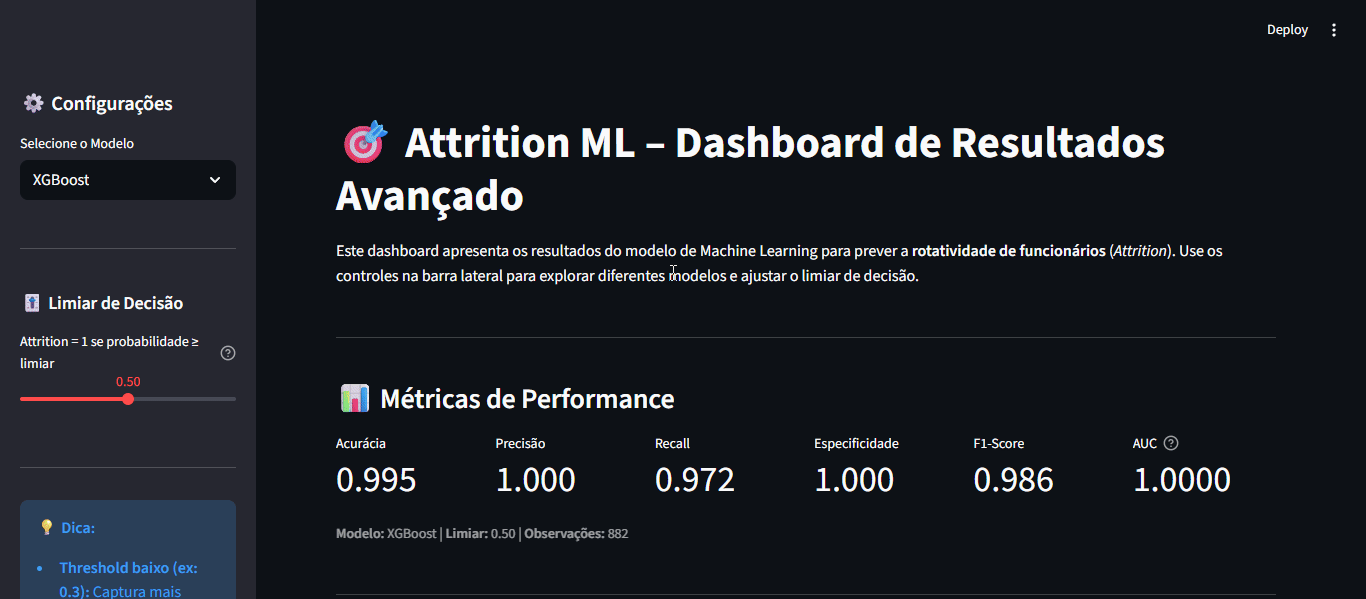 Deploy
Configurações
Selecione o Modelo
XGBoost
Limiar de Decisão
Attrition = 1 se probabilidade ≥
limiar
0.50
Dica:
Threshold baixo (ex:
0.3): Captura mais
Attrition ML – Dashboard de Resultados
Avançado
Este dashboard apresenta os resultados do modelo de Machine Learning para prever a rotatividade de funcionários (Attrition). Use os
controles na barra lateral para explorar diferentes modelos e ajustar o limiar de decisão.
Métricas de Performance
Acurácia Precisão Recall Especificidade F1-Score AUC
0.995 1.000 0.972 1.000 0.986 1.0000
Modelo: XGBoost | Limiar: 0.50 | Observações: 882